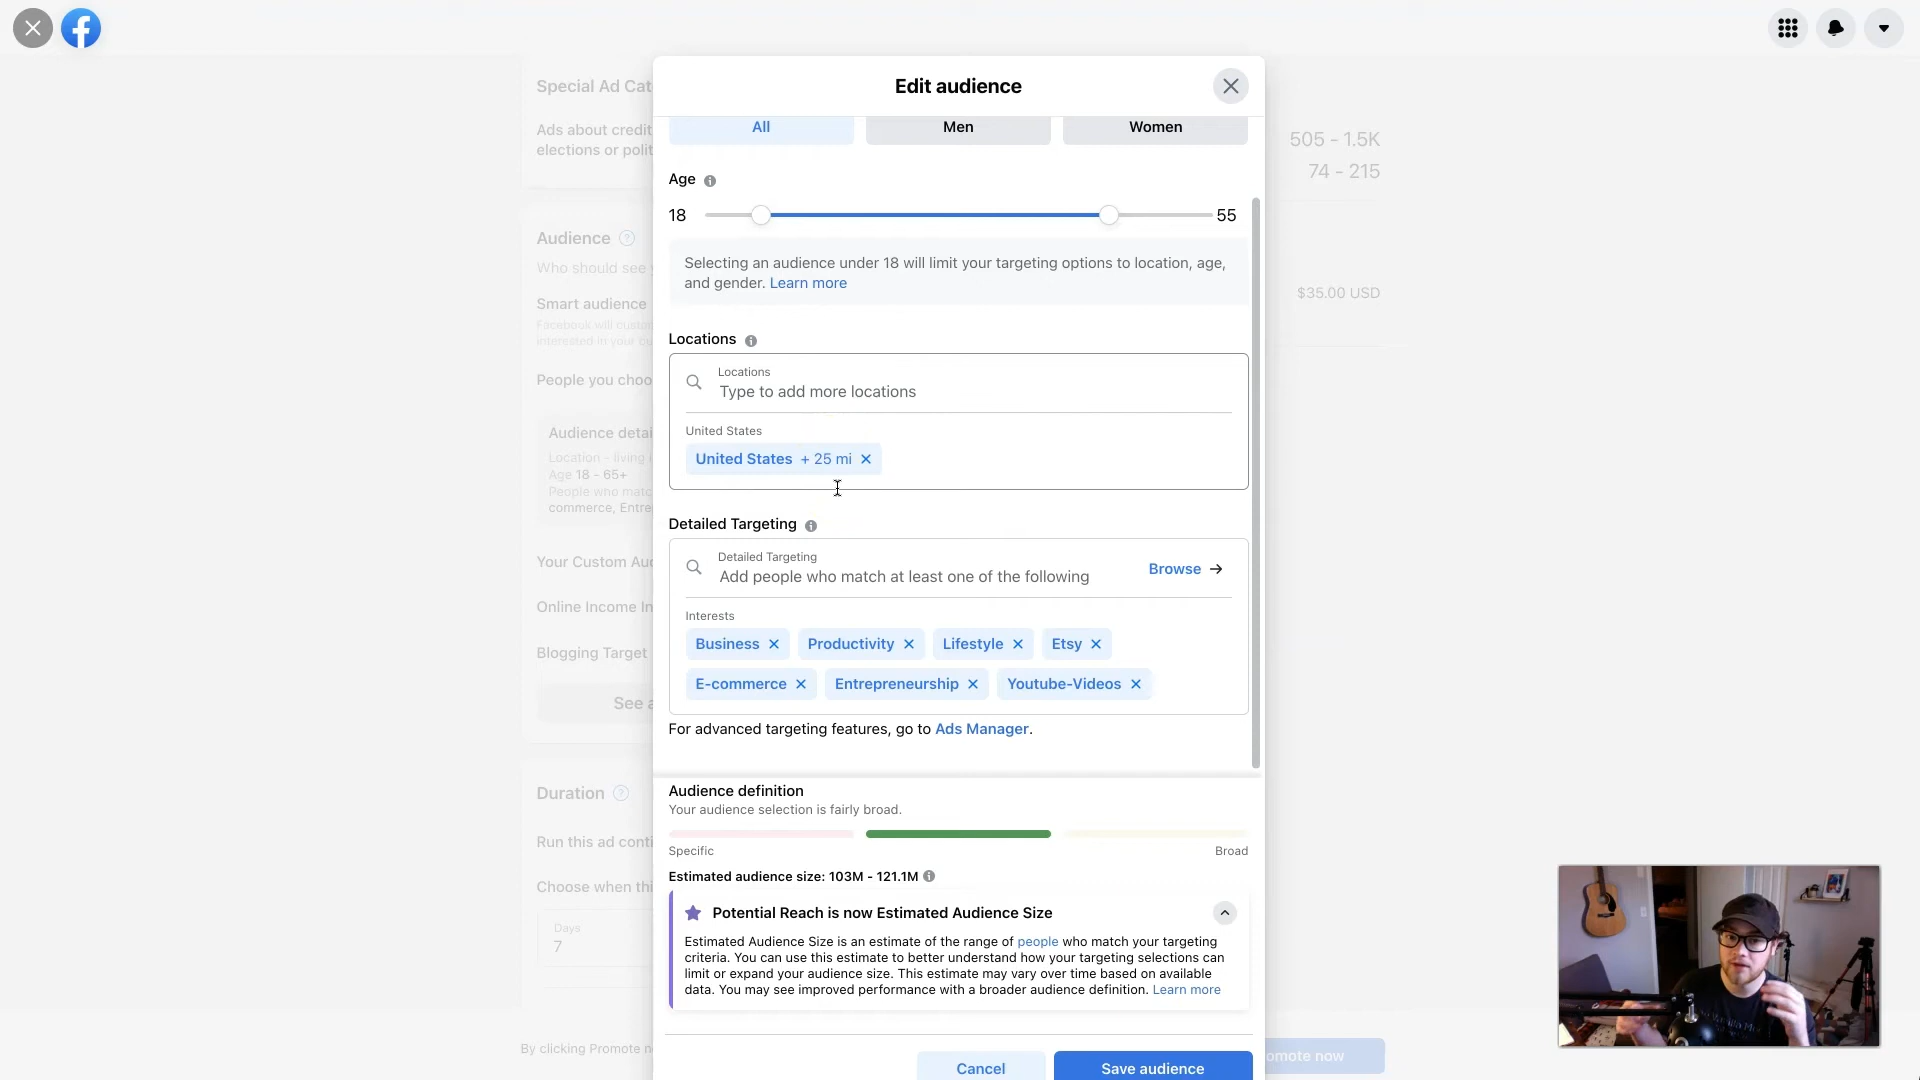 Edit audience
All
Men
Women
Special Ad Cat
Ads about credit
elections or polit
505 - 1.5K
74 - 215
Age
18
55
Selecting an audience under 18 will limit your targeting options to location, age,
and gender. Learn more
Audience
Who should see y
Smart audience
Facebook will custo
interested in your bu
People you choo
Audience detai
Location - living i
Age 18 - 65+
People who matc
commerce, Entre
Your Custom Au
Online Income In
Blogging Target
See a
$35.00 USD
Locations
Locations
Type to add more locations
United States
United States + 25 mi
Detailed Targeting
Detailed Targeting
Add people who match at least one of the following
Browse
Interests
Business
Productivity
Lifestyle
Etsy
E-commerce
Entrepreneurship
Youtube-Videos
For advanced targeting features, go to Ads Manager.
Duration
Run this ad conti
Choose when thi
Days
7
Audience definition
Your audience selection is fairly broad.
Specific
Broad
Estimated audience size: 103M - 121.1M
Potential Reach is now Estimated Audience Size
Estimated Audience Size is an estimate of the range of people who match your targeting
criteria. You can use this estimate to better understand how your targeting selections can
limit or expand your audience size. This estimate may vary over time based on available
data. You may see improved performance with a broader audience definition. Learn more
By clicking Promote n
Cancel
Save audience
omote now